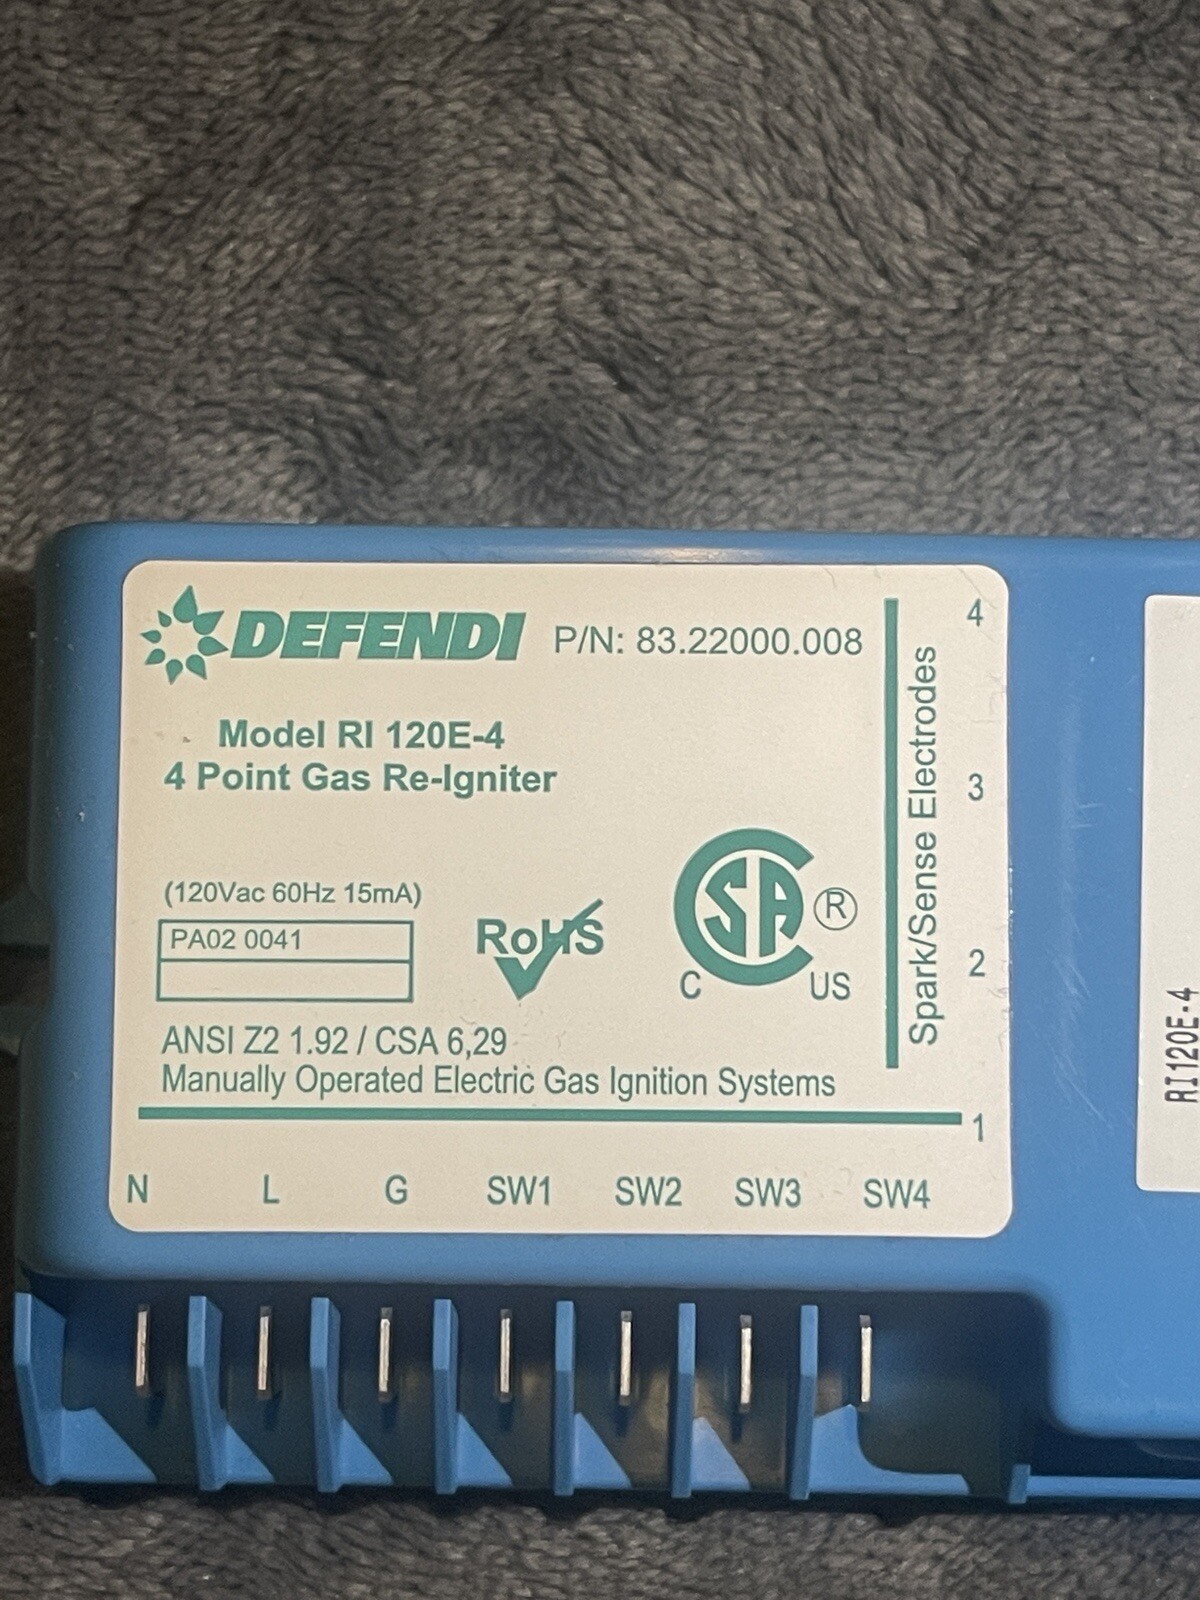 DEFENDI P/N: 83.22000.008
Model RI 120E-4
4 Point Gas Re-Igniter
(120Vac 60Hz 15mA)
PA02 0041
RoHS
CSA ®
C US
ANSI Z2 1.92 / CSA 6,29
Manually Operated Electric Gas Ignition Systems
N L G SW1 SW2 SW3 SW4
Spark/Sense Electrodes
4
3
2
1
RI120E-4